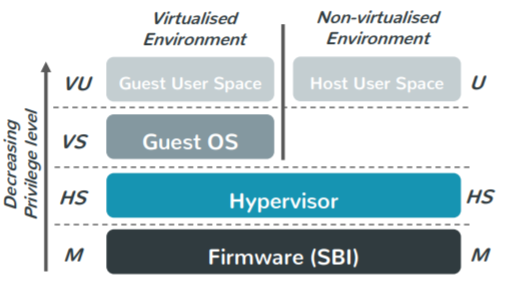 Virtualised
Environment
Non-virtualised
Environment
Decreasing
Privilege level
VU
Guest User Space
Host User Space
U
VS
Guest OS
HS
Hypervisor
HS
M
Firmware (SBI)
M